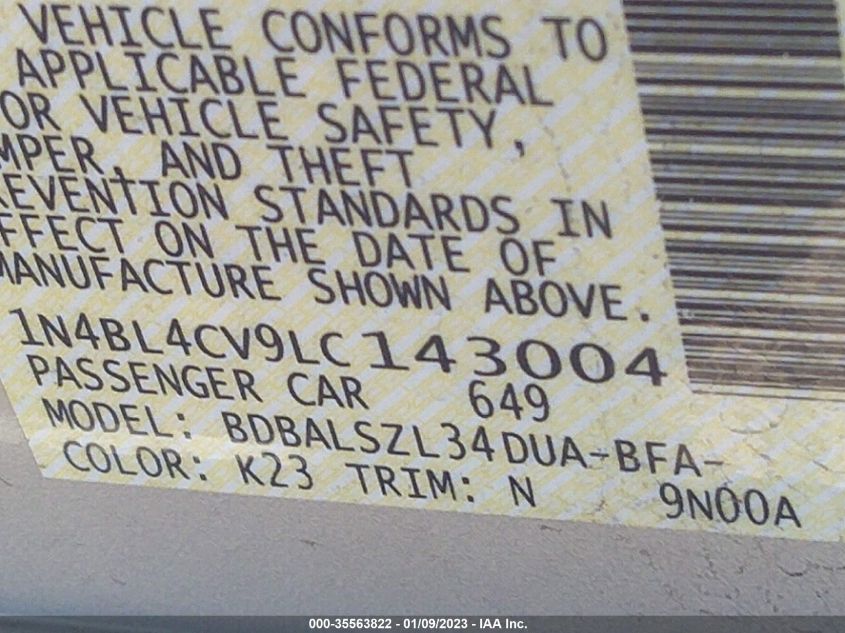 VEHICLE CONFORMS TO
APPLICABLE FEDERAL
OR VEHICLE SAFETY,
MPER, AND THEFT
EVENTION STANDARDS IN
FFECT ON THE DATE OF
MANUFACTURE SHOWN ABOVE.
1N4BL4CV9LC143004
PASSENGER CAR 649
MODEL: BDBALSZL34DUA-BFA-
COLOR: K23 TRIM: N 9N00A
000-35563822 - 01/09/2023 - IAA Inc.